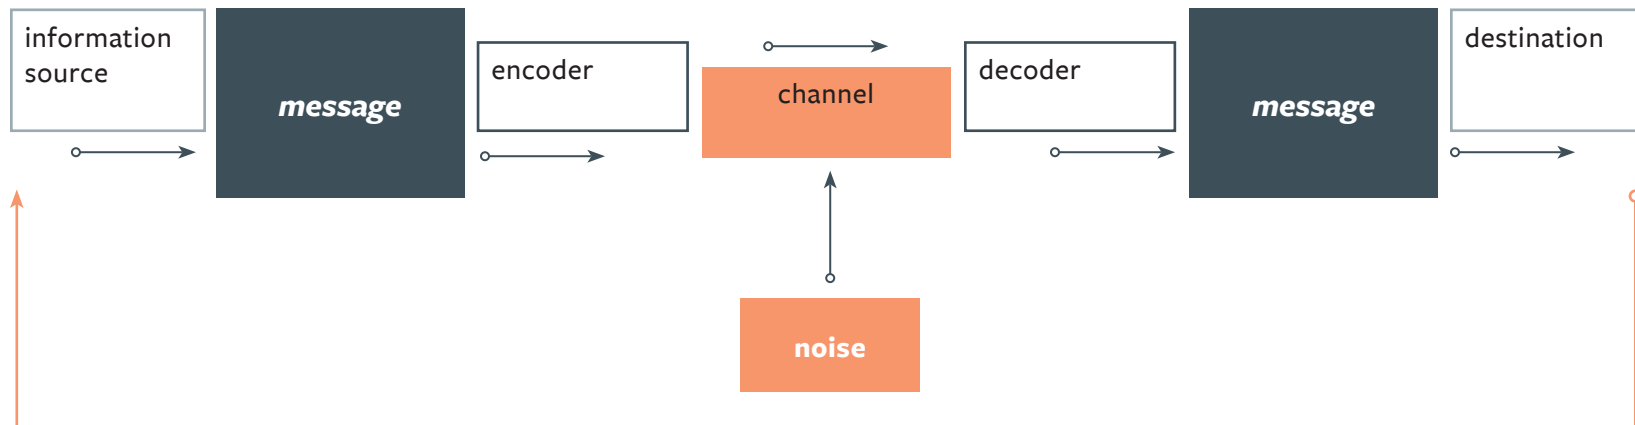 information
source
message
encoder
channel
decoder
message
destination
noise